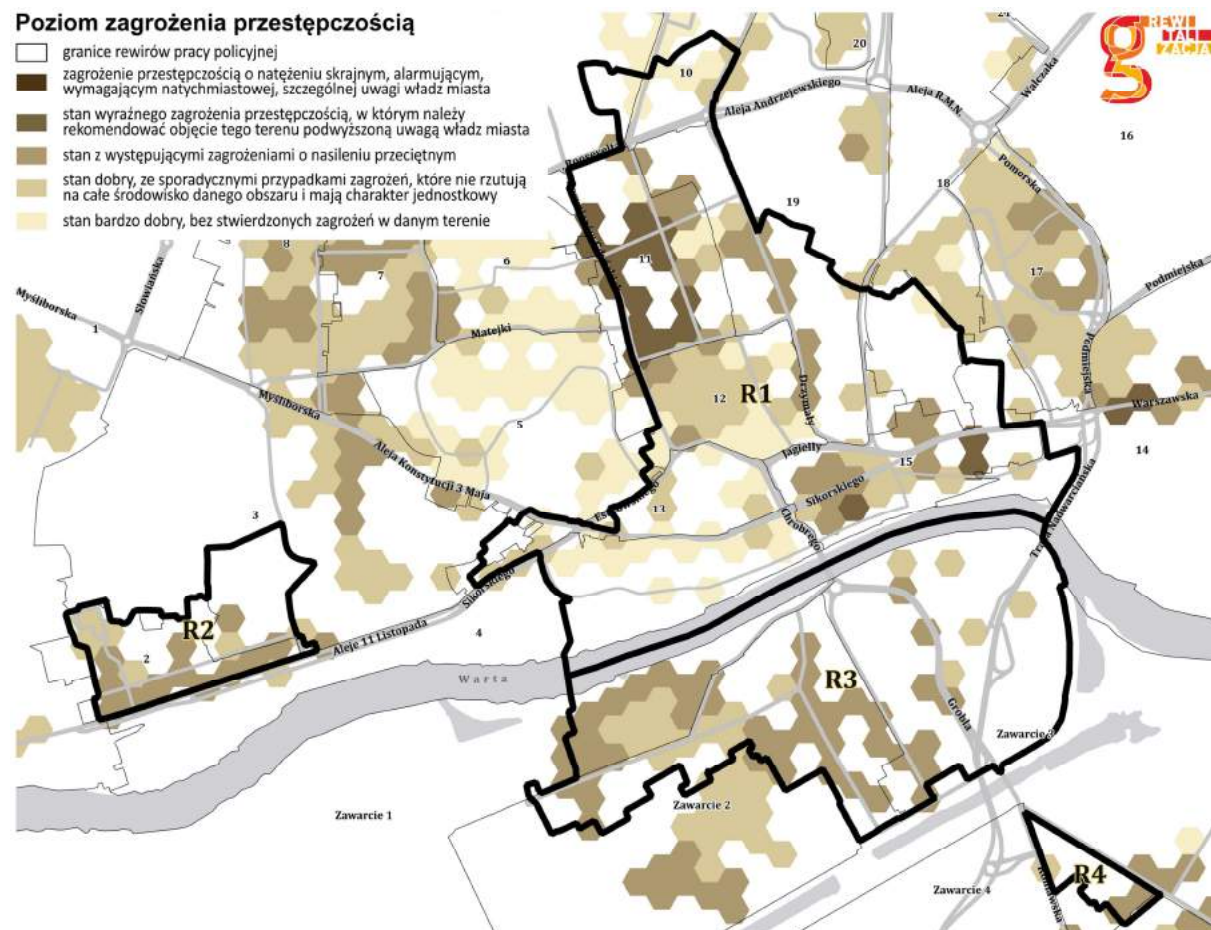 Poziom zagrożenia przestępczością
granice rewirów pracy policyjnej
zagrożenie przestępczością o natężeniu skrajnym, alarmującym,
wymagającym natychmiastowej, szczególnej uwagi władz miasta
stan wyraźnego zagrożenia przestępczością, w którym należy
rekomendować objęcie tego terenu podwyższoną uwagą władz miasta
stan z występującymi zagrożeniami o nasileniu przeciętnym
stan dobry, ze sporadycznymi przypadkami zagrożeń, które nie rzutują
na całe środowisko danego obszaru i mają charakter jednostkowy
stan bardzo dobry, bez stwierdzonych zagrożeń w danym terenie
REWI
TALI
ZACJA
24
20
10
Aleja Andrzejewskiego
Aleja R.M.N.
Walczaka
16
Pomorska
18
19
8
7
6
11
17
Podmiejska
Myśliborska
Słowiańska
1
Matejki
Podmiejska
Myśliborska
R1
12
Drzymały
Warszawska
5
14
Aleja Konstytucji 3 Maja
Jagiełły
15
Sikorskiego
13
Chrobrego
3
Sikorskiego
R2
2
Aleje 11 Listopada
4
Warta
R3
Grobla
Zawarcie 3
Zawarcie 1
Zawarcie 2
R4
Zawarcie 4